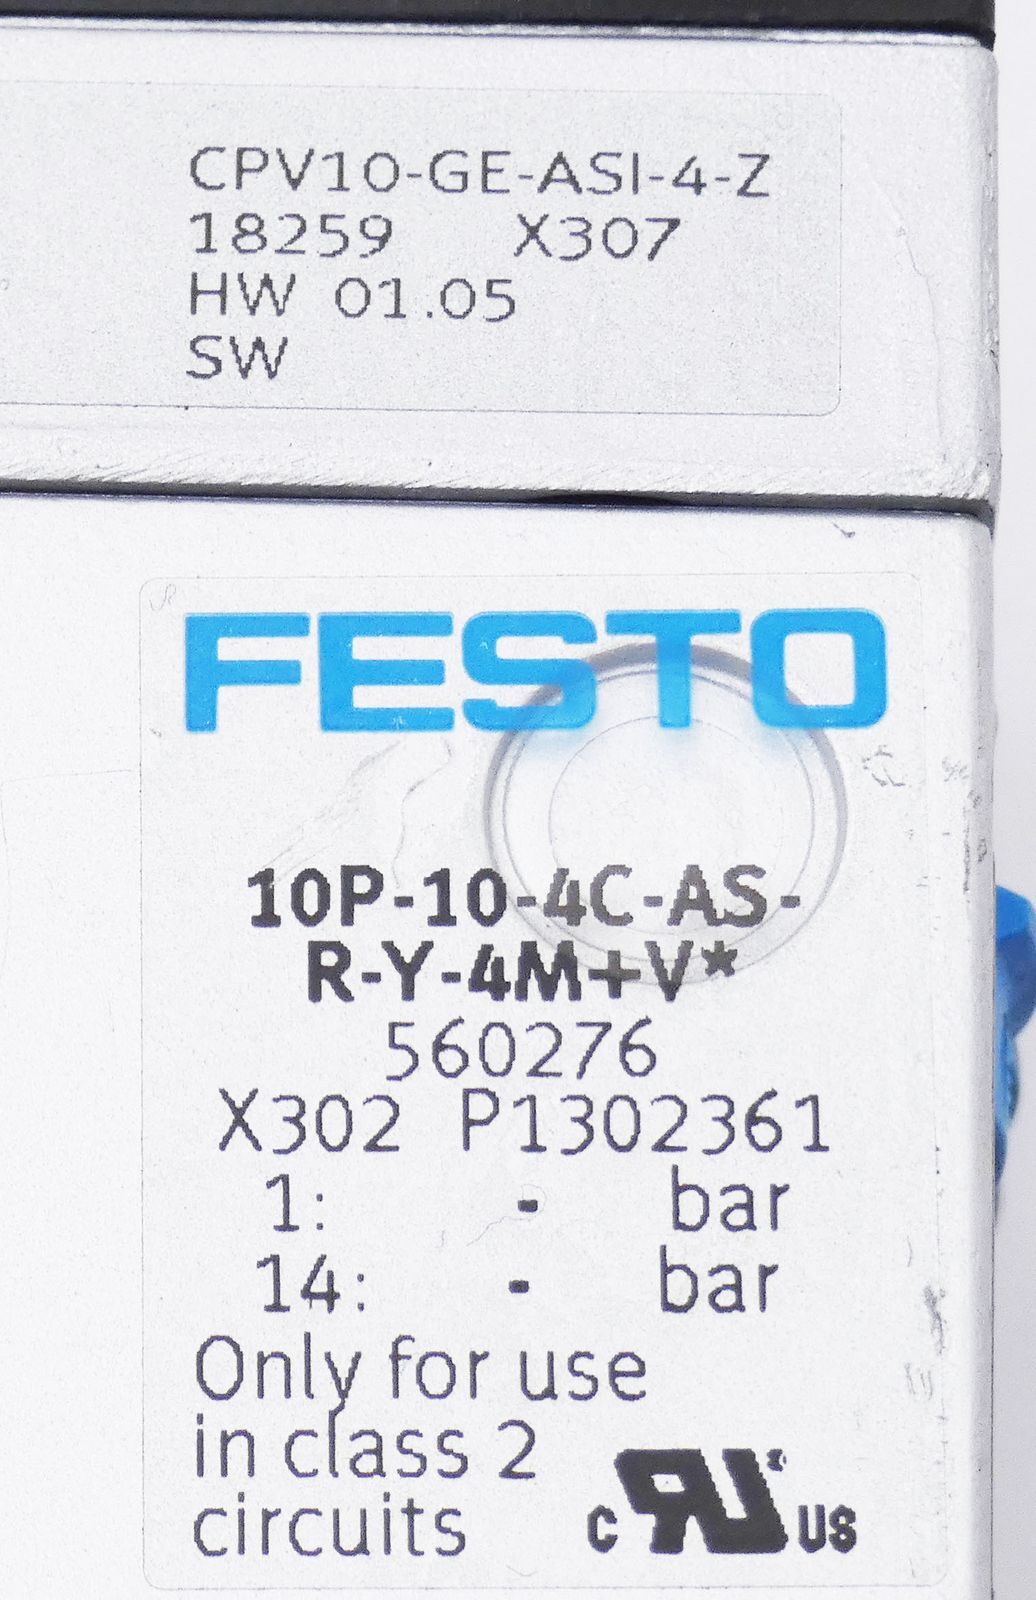 CPV10-GE-ASI-4-Z
18259 X307
HW 01.05
SW
FESTO
10P-10-4C-AS-
R-Y-4M+V*
560276
X302 P1302361
1: - bar
14: - bar
Only for use
in class 2
circuits
c RU US